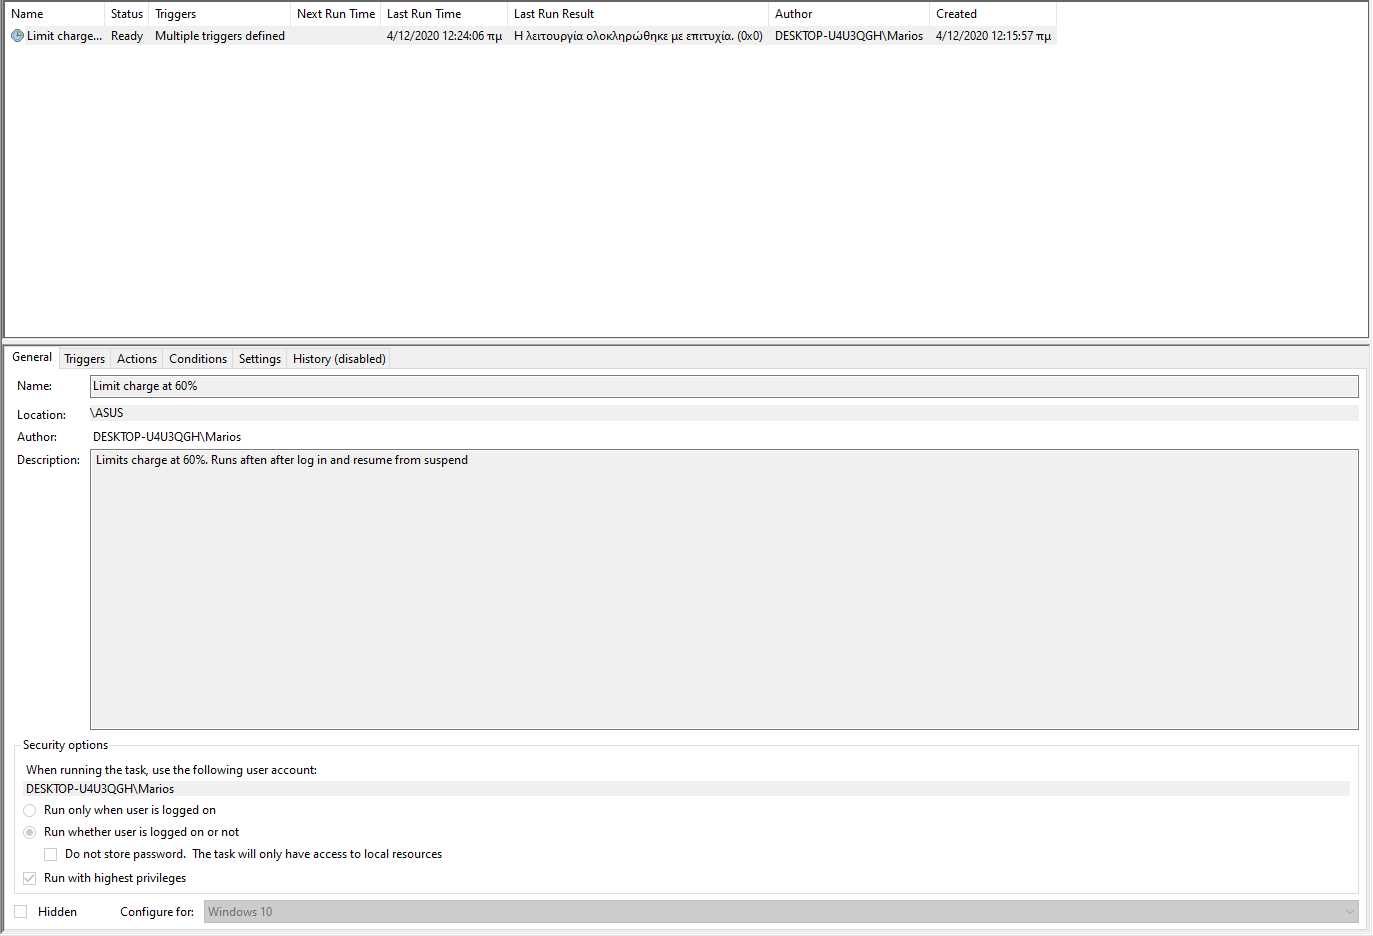 Name Status Triggers Next Run Time Last Run Time Last Run Result Author Created
Limit charge... Ready Multiple triggers defined 4/12/2020 12:24:06 πμ Η λειτουργία ολοκληρώθηκε με επιτυχία. (0x0) DESKTOP-U4U3QGH\Marios 4/12/2020 12:15:57 πμ
General Triggers Actions Conditions Settings History (disabled)
Name: Limit charge at 60%
Location: \ASUS
Author: DESKTOP-U4U3QGH\Marios
Description: Limits charge at 60%. Runs aften after log in and resume from suspend
Security options
When running the task, use the following user account:
DESKTOP-U4U3QGH\Marios
Run only when user is logged on
Run whether user is logged on or not
Do not store password. The task will only have access to local resources
Run with highest privileges
Hidden Configure for: Windows 10